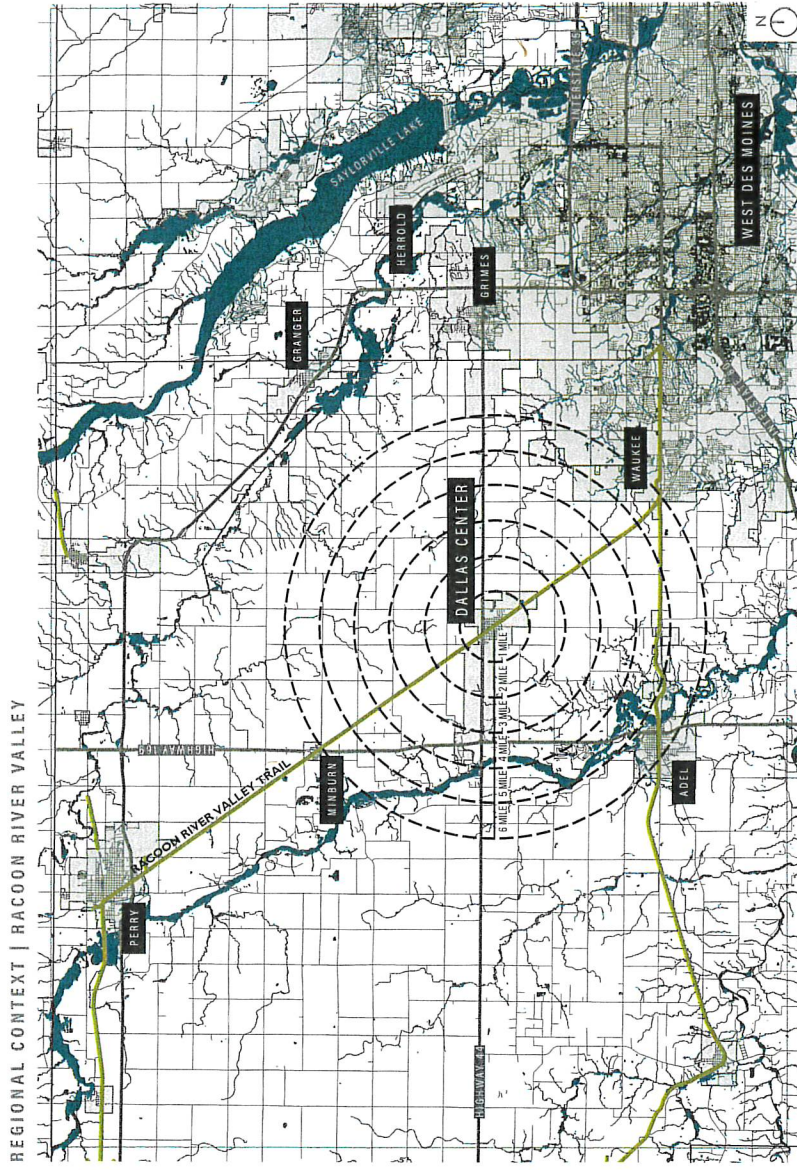 REGIONAL CONTEXT | RACOON RIVER VALLEY
SAYLORVILLE LAKE
HERROLD
GRANGER
GRIMES
WEST DES MOINES
WAUKEE
DALLAS CENTER
HIGHWAY 169
MINBURN
RACOON RIVER VALLEY TRAIL
PERRY
ADEL
HIGHWAY 44
6 MILE 5 MILE 4 MILE 3 MILE 2 MILE 1 MILE
N